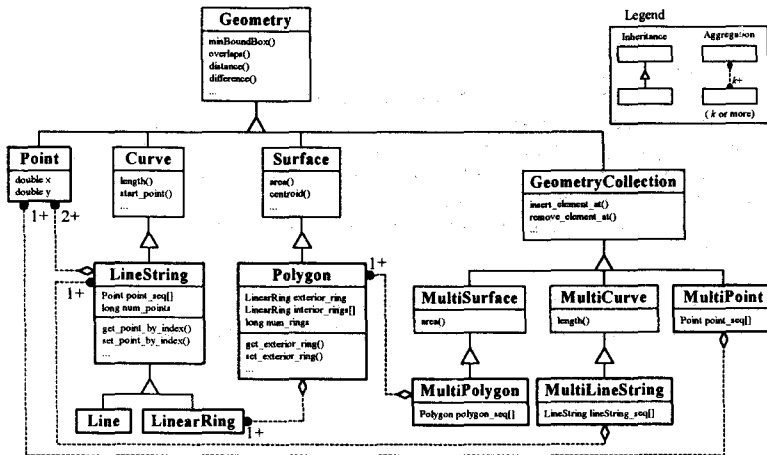 Geometry
minBoundBox()
overlaps()
distance()
difference()
...
Legend
Inheritance
Aggregation
k+
( k or more)
Point
double x
double y
Curve
length()
start_point()
...
Surface
area()
centroid()
...
GeometryCollection
insert_element_at()
remove_element_at()
...
1+
2+
1+
1+
LineString
Point point_seq[]
long num_points
get_point_by_index()
set_point_by_index()
...
Polygon
LinearRing exterior_ring
LinearRing interior_rings[]
long num_rings
get_exterior_ring()
set_exterior_ring()
...
MultiSurface
area()
MultiCurve
length()
MultiPoint
Point point_seq[]
MultiPolygon
Polygon polygon_seq[]
MultiLineString
LineString lineString_seq[]
Line
LinearRing
1+